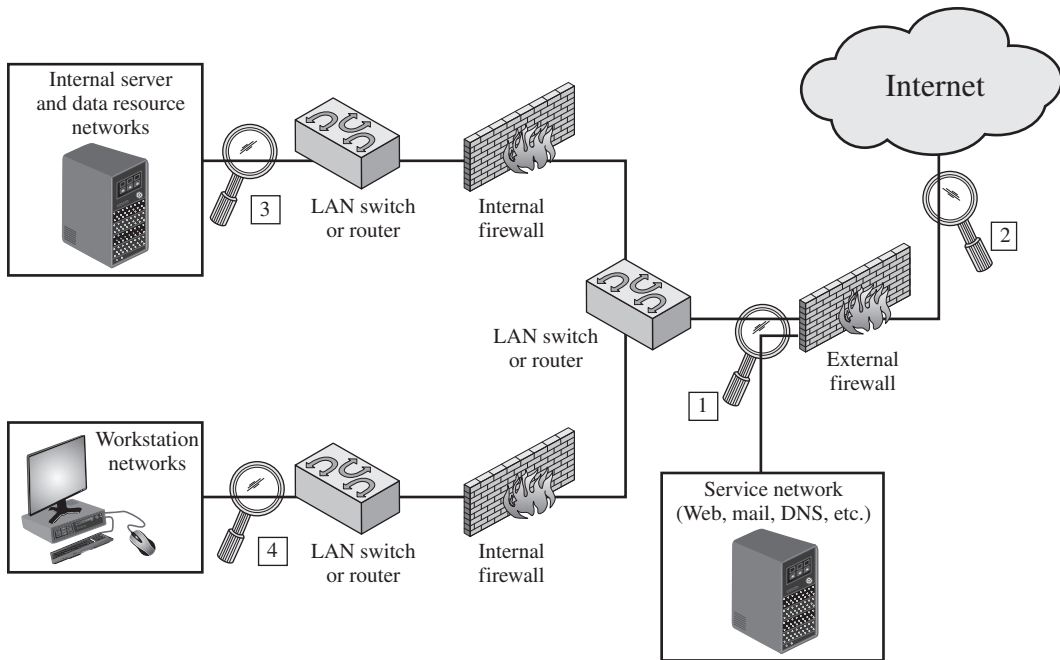 Internal server
and data resource
networks
3
LAN switch
or router
Internal
firewall
Internet
2
LAN switch
or router
1
External
firewall
Workstation
networks
4
LAN switch
or router
Internal
firewall
Service network
(Web, mail, DNS, etc.)